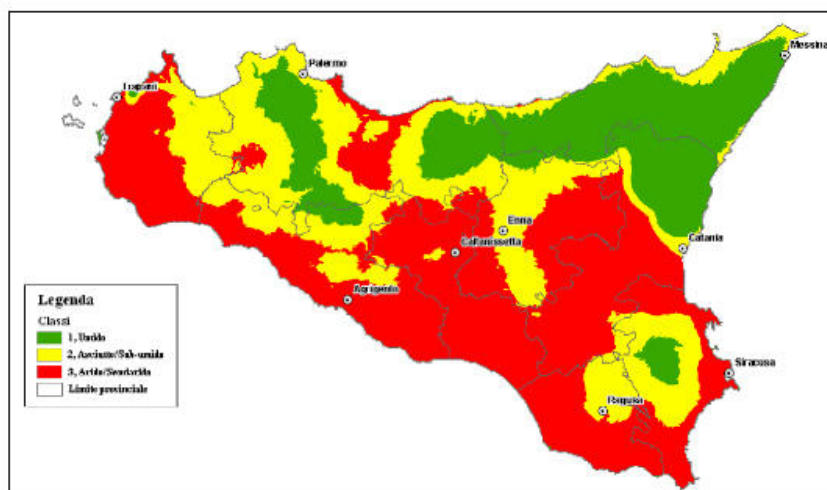 Messina
Palermo
Trapani
Enna
Caltanissetta
Catania
Agrigento
Siracusa
Ragusa
Legenda
Classi
1, Umido
2, Asciutto/Sub-umido
3, Arido/Semiarido
Limite provinciale